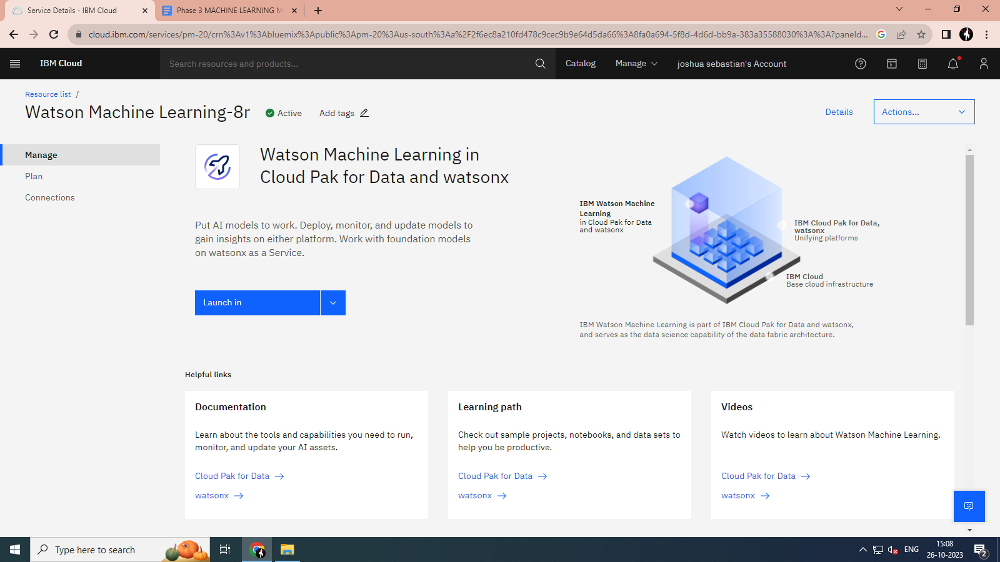 Service Details - IBM Cloud
Phase 3 MACHINE LEARNING M
cloud.ibm.com/services/pm-20/crn%3Av1%3Abluemix%3Apublic%3Apm-20%3Aus-south%3Aa%2F2f6ec8a210fd478c9cec9b9e64d5da66%3A8fa0a694-5f8d-4d6d-bb9a-383a35588030%3A%3A?paneId...
IBM Cloud
Search resources and products...
Catalog
Manage
joshua sebastian's Account
Resource list /
Watson Machine Learning-8r
Active
Add tags
Details
Actions...
Manage
Plan
Connections
Watson Machine Learning in
Cloud Pak for Data and watsonx
Put AI models to work. Deploy, monitor, and update models to
gain insights on either platform. Work with foundation models
on watsonx as a Service.
Launch in
IBM Watson Machine
Learning
in Cloud Pak for Data
and watsonx
IBM Cloud Pak for Data,
watsonx
Unifying platforms
IBM Cloud
Base cloud infrastructure
IBM Watson Machine Learning is part of IBM Cloud Pak for Data and watsonx,
and serves as the data science capability of the data fabric architecture.
Helpful links
Documentation
Learn about the tools and capabilities you need to run,
monitor, and update your AI assets.
Cloud Pak for Data
watsonx
Learning path
Check out sample projects, notebooks, and data sets to
help you be productive.
Cloud Pak for Data
watsonx
Videos
Watch videos to learn about Watson Machine Learning.
Cloud Pak for Data
watsonx
Type here to search
ENG
15:08
26-10-2023
2